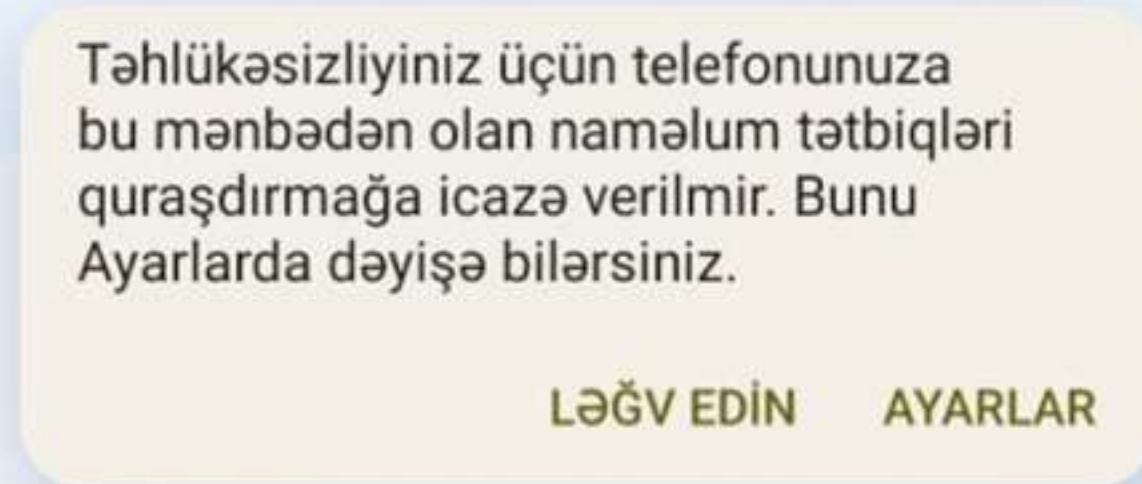 Təhlükəsizliyiniz üçün telefonunuza
bu mənbədən olan naməlum tətbiqləri
quraşdırmağa icazə verilmir. Bunu
Ayarlarda dəyişə bilərsiniz.
LƏĞV EDİN AYARLAR